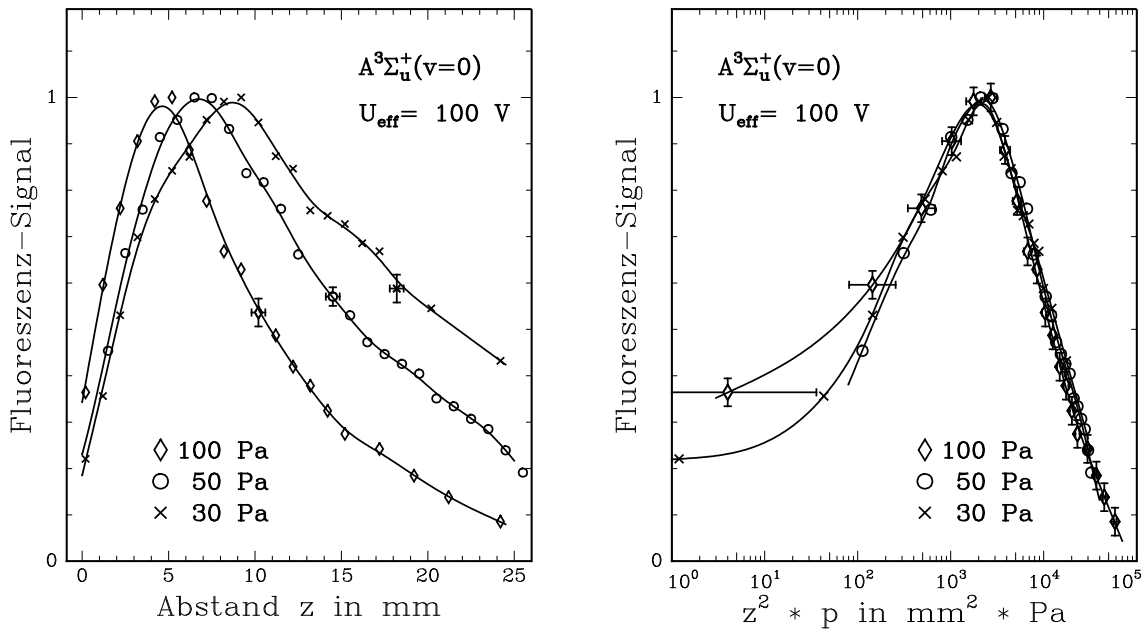 Fluoreszenz-Signal
1
0
A³Σᵤ⁺(v=0)
U_eff= 100 V
100 Pa
50 Pa
30 Pa
0 5 10 15 20 25
Abstand z in mm
Fluoreszenz-Signal
1
0
A³Σᵤ⁺(v=0)
U_eff= 100 V
100 Pa
50 Pa
30 Pa
10⁰ 10¹ 10² 10³ 10⁴ 10⁵
z² * p in mm² * Pa